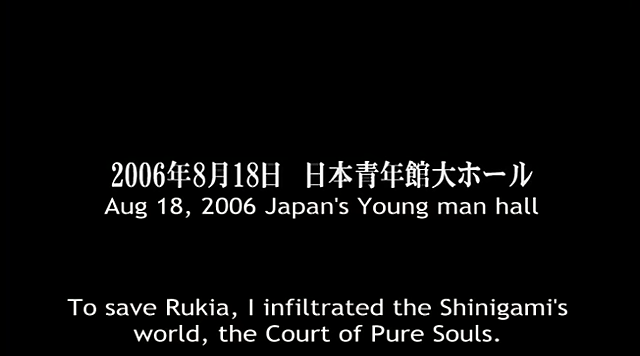 2006年8月18日 日本青年館大ホール
Aug 18, 2006 Japan's Young man hall
To save Rukia, I infiltrated the Shinigami's
world, the Court of Pure Souls.